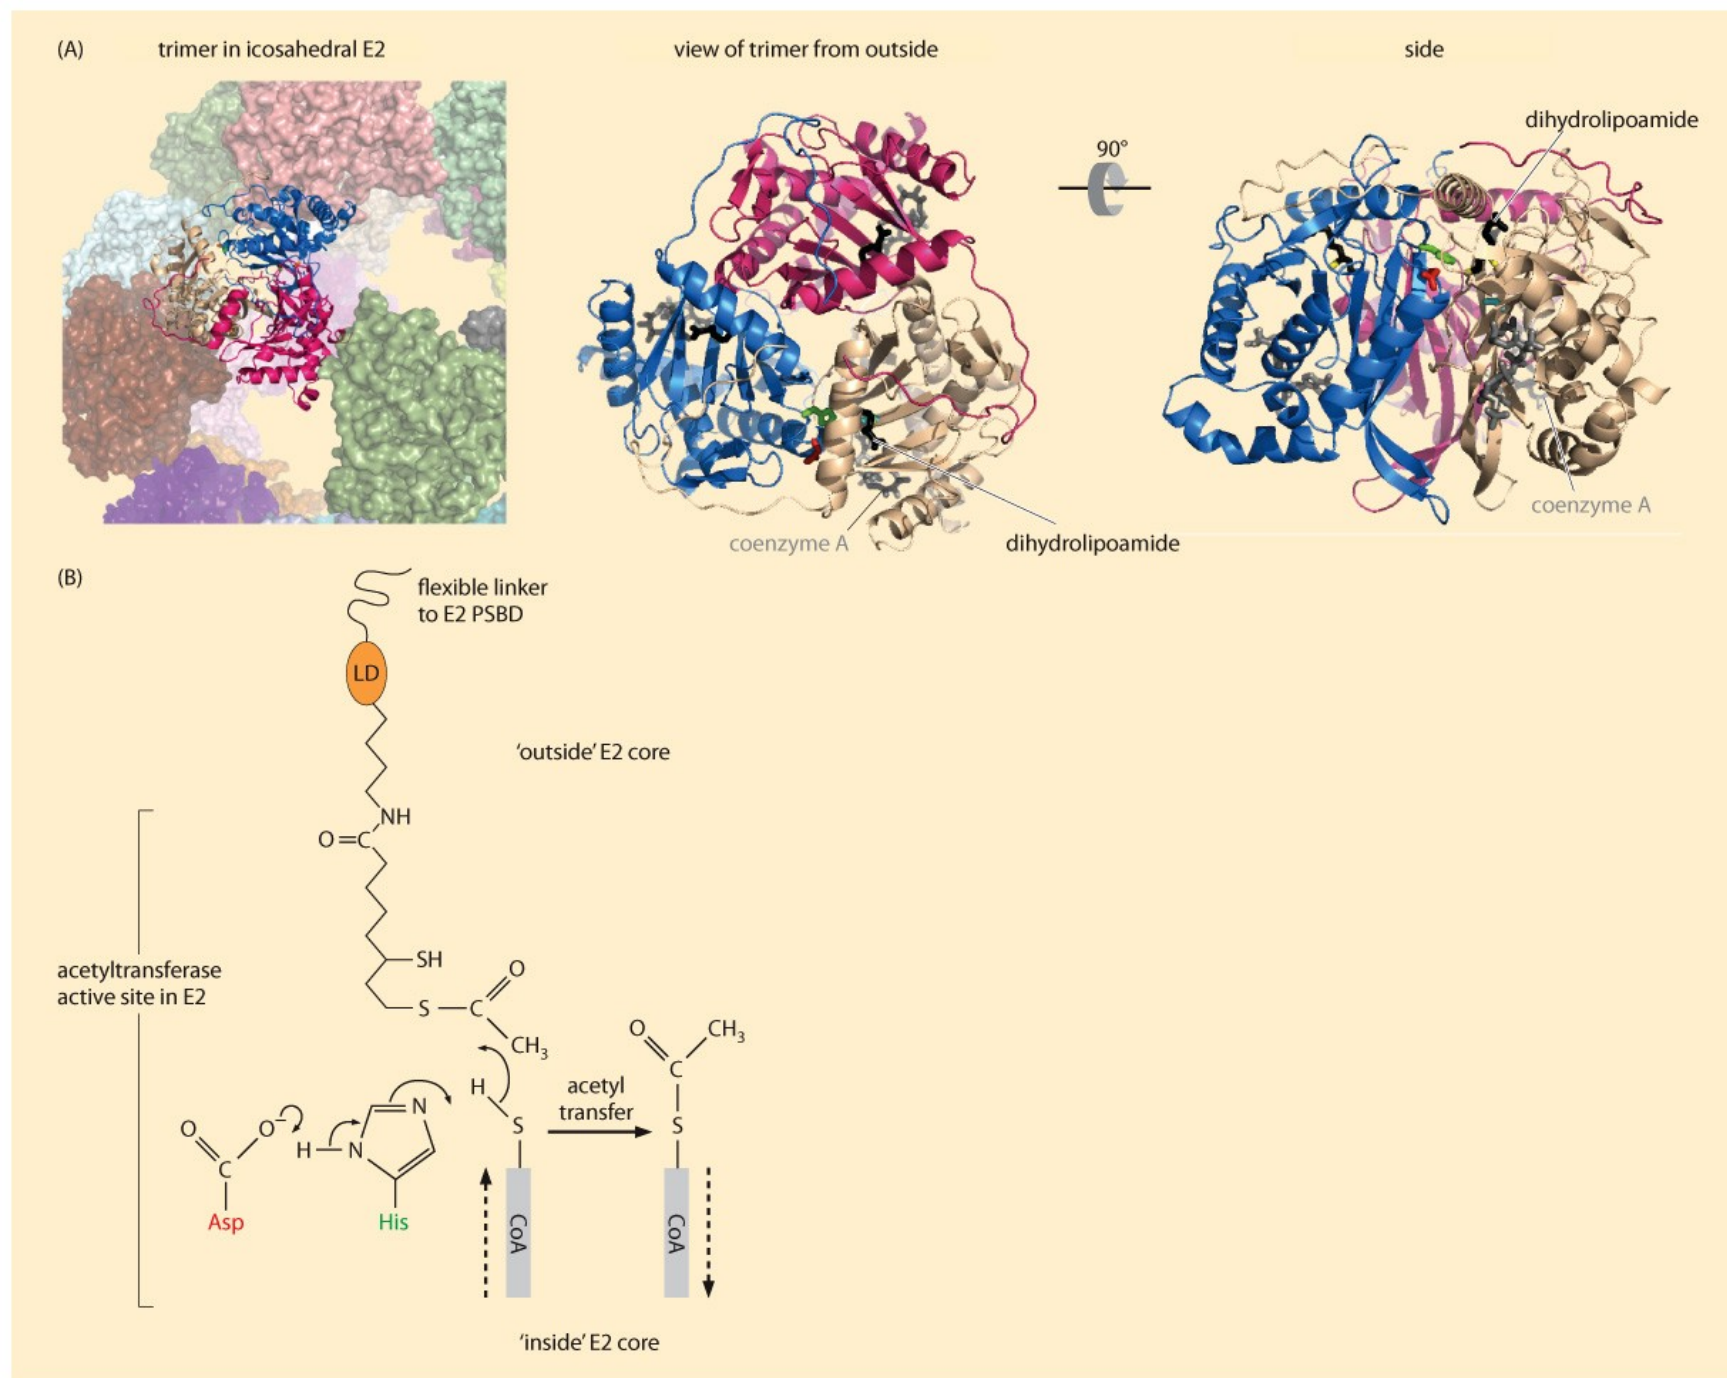 (A)
trimer in icosahedral E2
view of trimer from outside
side
dihydrolipoamide
90°
coenzyme A
coenzyme A
dihydrolipoamide
(B)
flexible linker
to E2 PSBD
LD
‘outside’ E2 core
NH
O=C
SH
acetyltransferase
active site in E2
O
S—C
CH₃
O
CH₃
C
H
acetyl
transfer
N
O
O⁻
S
S
H—N
C
Asp
His
CoA
CoA
‘inside’ E2 core